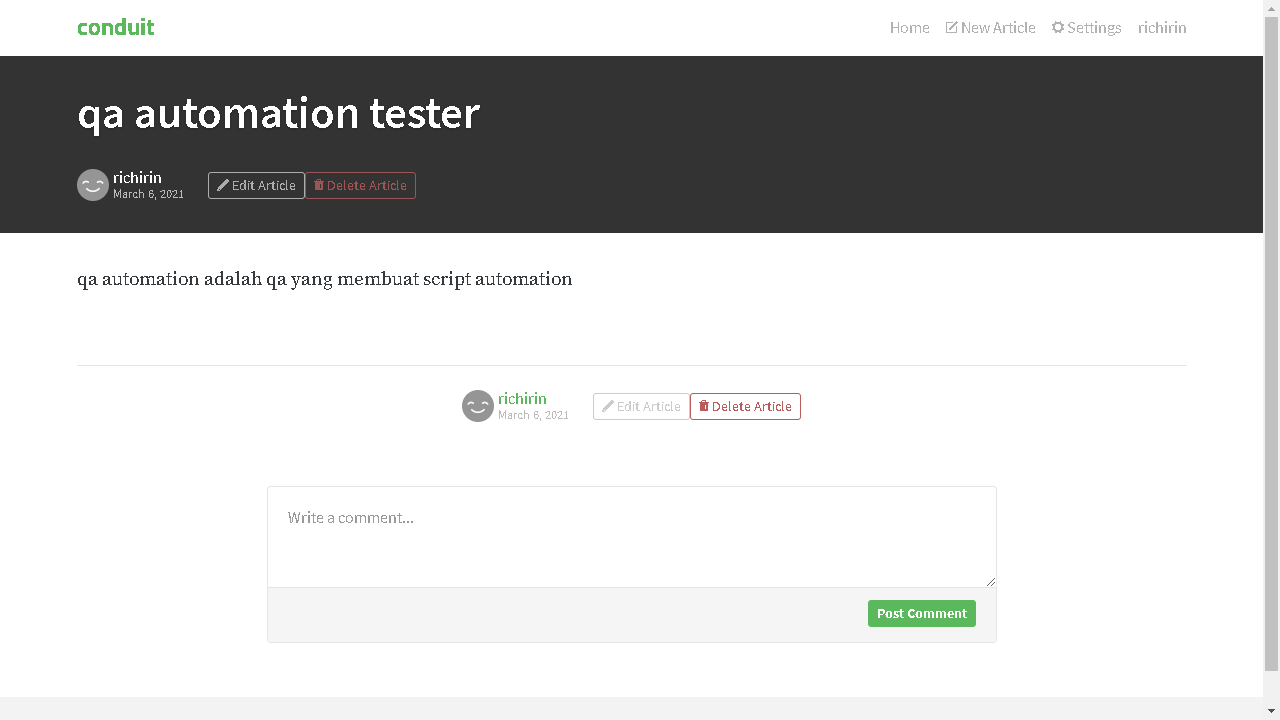 conduit
Home New Article Settings richirin
qa automation tester
richirin
March 6, 2021
Edit Article Delete Article
qa automation adalah qa yang membuat script automation
richirin
March 6, 2021
Edit Article Delete Article
Write a comment...
Post Comment